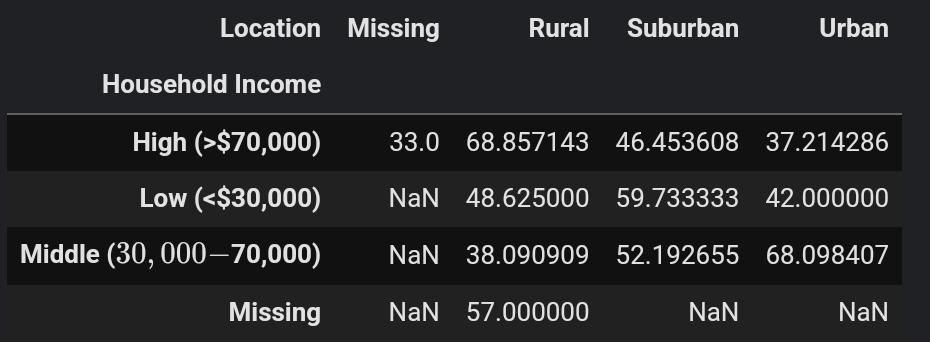 Location Missing Rural Suburban Urban
Household Income
High (>$70,000) 33.0 68.857143 46.453608 37.214286
Low (<$30,000) NaN 48.625000 59.733333 42.000000
Middle (30,000−70,000) NaN 38.090909 52.192655 68.098407
Missing NaN 57.000000 NaN NaN